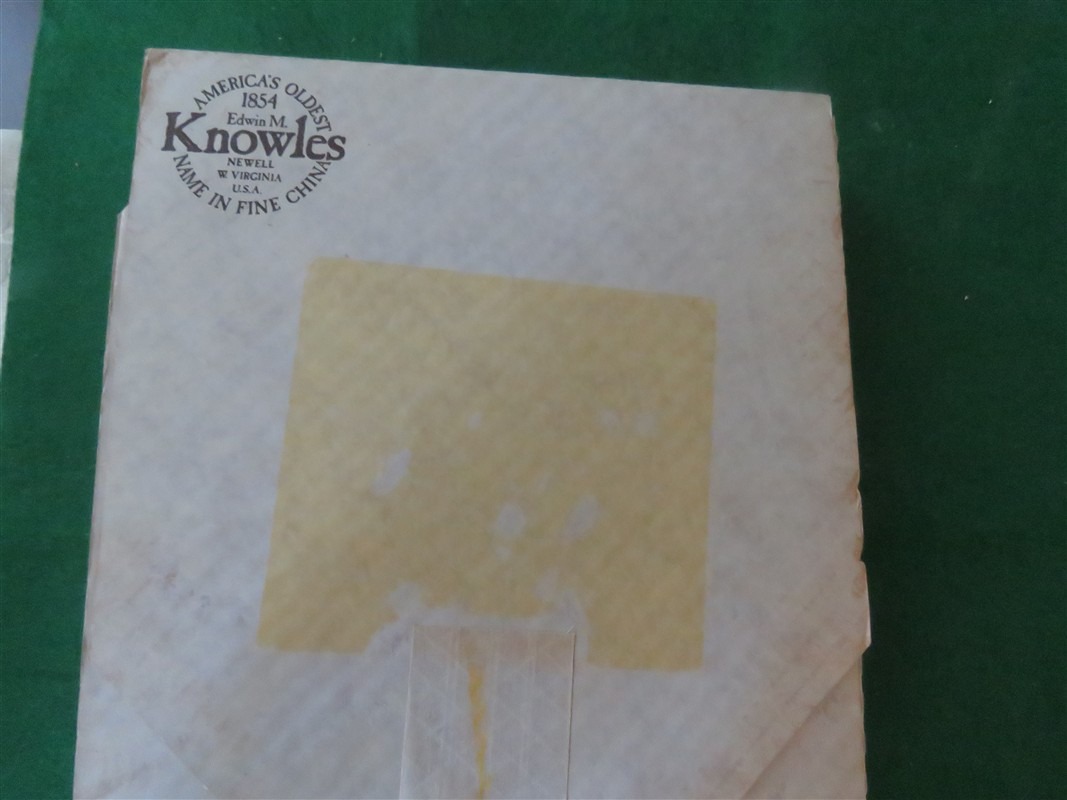 AMERICA'S OLDEST
1854
Edwin M.
Knowles
NEWELL
W. VIRGINIA
U.S.A.
NAME IN FINE CHINA